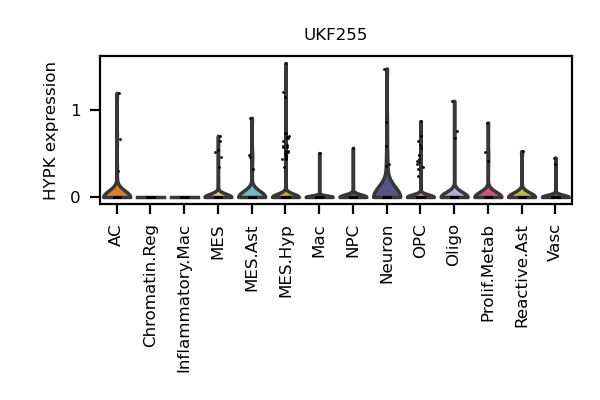 UKF255
HYPK expression
1
0
AC
Chromatin.Reg
Inflammatory.Mac
MES
MES.Ast
MES.Hyp
Mac
NPC
Neuron
OPC
Oligo
Prolif.Metab
Reactive.Ast
Vasc